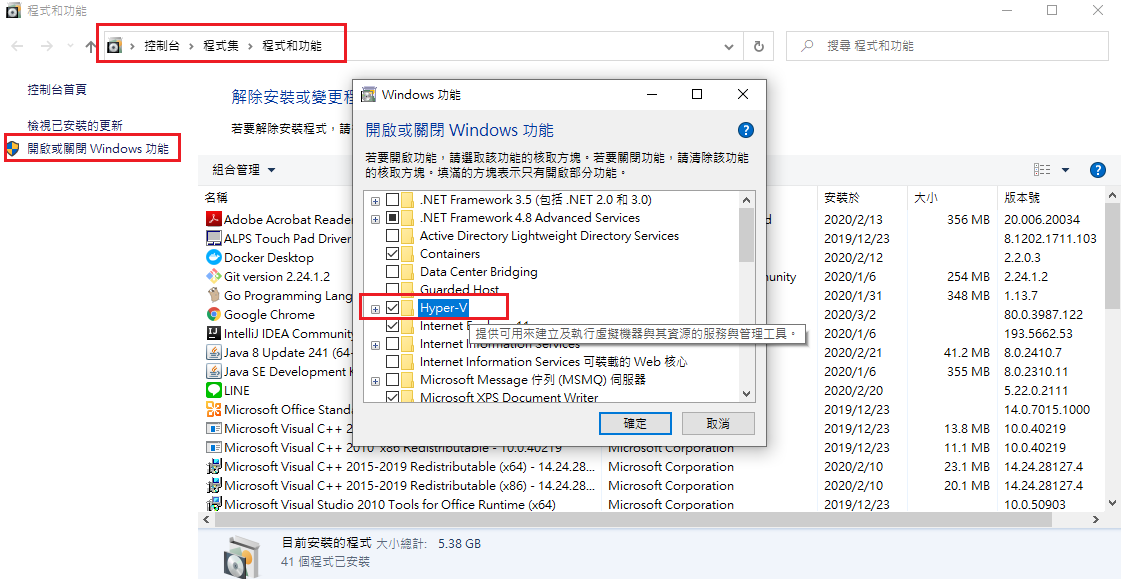 程式和功能
控制台 › 程式集 › 程式和功能
搜尋 程式和功能
控制台首頁
檢視已安裝的更新
開啟或關閉 Windows 功能
解除安裝或變更程
若要解除安裝程式，請
組合管理
Windows 功能
開啟或關閉 Windows 功能
若要開啟功能，請選取該功能的核取方塊。若要關閉功能，請清除該功能
的核取方塊。填滿的方塊表示只有開啟部分功能。
.NET Framework 3.5 (包括 .NET 2.0 和 3.0)
.NET Framework 4.8 Advanced Services
Active Directory Lightweight Directory Services
Containers
Data Center Bridging
Guarded Host
Hyper-V
Internet
提供可用來建立及執行虛擬機器與其資源的服務與管理工具。
Internet Information Services
Internet Information Services 可裝載的 Web 核心
Microsoft Message 佇列 (MSMQ) 伺服器
Microsoft XPS Document Writer
確定 取消
名稱 安裝於 大小 版本號
Adobe Acrobat Reade d 2020/2/13 356 MB 20.006.20034
ALPS Touch Pad Driver 2019/12/23 8.1202.1711.103
Docker Desktop 2020/2/12 2.2.0.3
Git version 2.24.1.2 munity 2020/1/6 254 MB 2.24.1.2
Go Programming Lang 2020/1/31 348 MB 1.13.7
Google Chrome 2020/3/2 80.0.3987.122
IntelliJ IDEA Community 2020/1/6 193.5662.53
Java 8 Update 241 (64- 2020/2/21 41.2 MB 8.0.2410.7
Java SE Development K 2020/1/6 355 MB 8.0.2310.11
LINE 2020/2/20 5.22.0.2111
Microsoft Office Standa 2019/12/23 14.0.7015.1000
Microsoft Visual C++ 2 2019/12/23 13.8 MB 10.0.40219
Microsoft Visual C++ 2010 x86 Redistributable - 10.0.40219 Microsoft Corporation 2019/12/23 11.1 MB 10.0.40219
Microsoft Visual C++ 2015-2019 Redistributable (x64) - 14.24.28... Microsoft Corporation 2020/2/10 23.1 MB 14.24.28127.4
Microsoft Visual C++ 2015-2019 Redistributable (x86) - 14.24.28... Microsoft Corporation 2020/2/10 20.1 MB 14.24.28127.4
Microsoft Visual Studio 2010 Tools for Office Runtime (x64) Microsoft Corporation 2019/12/23 10.0.50903
目前安裝的程式 大小總計: 5.38 GB
41 個程式已安裝